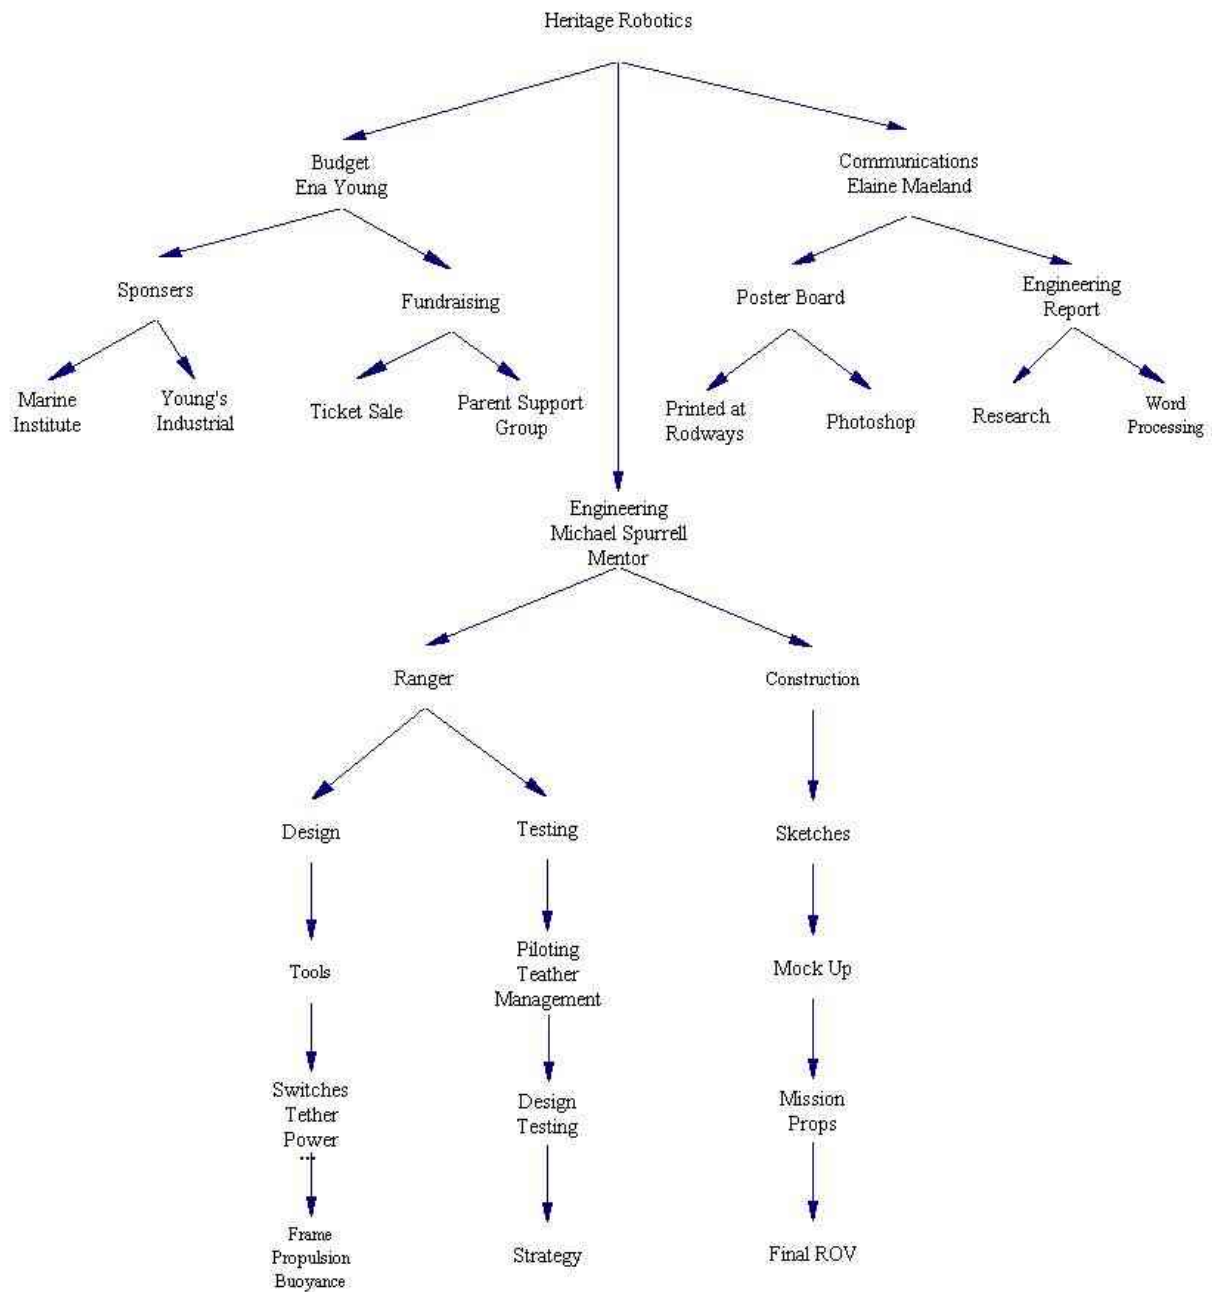 Heritage Robotics
Budget
Ena Young
Communications
Elaine Maeland
Sponsers
Fundraising
Poster Board
Engineering
Report
Marine
Institute
Young's
Industrial
Ticket Sale
Parent Support
Group
Printed at
Rodways
Photoshop
Research
Word
Processing
Engineering
Michael Spurrell
Mentor
Ranger
Construction
Design
Testing
Sketches
Tools
Piloting
Teather
Management
Mock Up
Switches
Tether
Power
...
Design
Testing
Mission
Props
Frame
Propulsion
Buoyance
Strategy
Final ROV